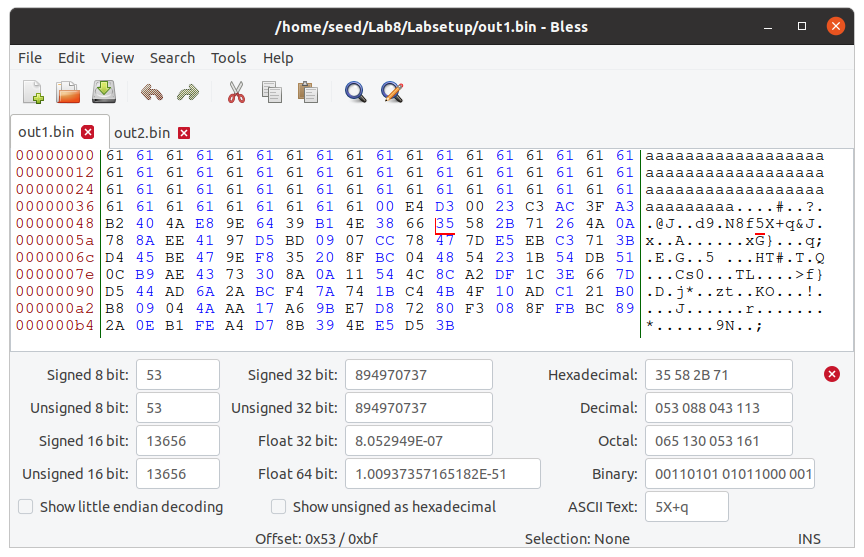 /home/seed/Lab8/Labsetup/out1.bin - Bless
File Edit View Search Tools Help
out1.bin out2.bin
00000000 61 61 61 61 61 61 61 61 61 61 61 61 61 61 61 61 61 61 aaaaaaaaaaaaaaaaaa
00000012 61 61 61 61 61 61 61 61 61 61 61 61 61 61 61 61 61 61 aaaaaaaaaaaaaaaaaa
00000024 61 61 61 61 61 61 61 61 61 61 61 61 61 61 61 61 61 61 aaaaaaaaaaaaaaaaaa
00000036 61 61 61 61 61 61 61 61 61 00 E4 D3 00 23 C3 AC 3F A3 aaaaaaaaa....#..?.
00000048 B2 40 4A E8 9E 64 39 B1 4E 38 66 35 58 2B 71 26 4A 0A .@J..d9.N8f5X+q&J.
0000005a 78 8A EE 41 97 D5 BD 09 07 CC 78 47 7D E5 EB C3 71 3B x..A......xG}...q;
0000006c D4 45 BE 47 9E F8 35 20 8F BC 04 48 54 23 1B 54 DB 51 .E.G..5 ...HT#.T.Q
0000007e 0C B9 AE 43 73 30 8A 0A 11 54 4C 8C A2 DF 1C 3E 66 7D ...Cs0...TL....>f}
00000090 D5 44 AD 6A 2A BC F4 7A 74 1B C4 4B 4F 10 AD C1 21 B0 .D.j*..zt..KO...!.
000000a2 B8 09 04 4A AA 17 A6 9B E7 D8 72 80 F3 08 8F FB BC 89 ...J......r.......
000000b4 2A 0E B1 FE A4 D7 8B 39 4E E5 D5 3B *......9N..;
Signed 8 bit: 53 Signed 32 bit: 894970737 Hexadecimal: 35 58 2B 71
Unsigned 8 bit: 53 Unsigned 32 bit: 894970737 Decimal: 053 088 043 113
Signed 16 bit: 13656 Float 32 bit: 8.052949E-07 Octal: 065 130 053 161
Unsigned 16 bit: 13656 Float 64 bit: 1.00937357165182E-51 Binary: 00110101 01011000 001
Show little endian decoding Show unsigned as hexadecimal ASCII Text: 5X+q
Offset: 0x53 / 0xbf Selection: None INS